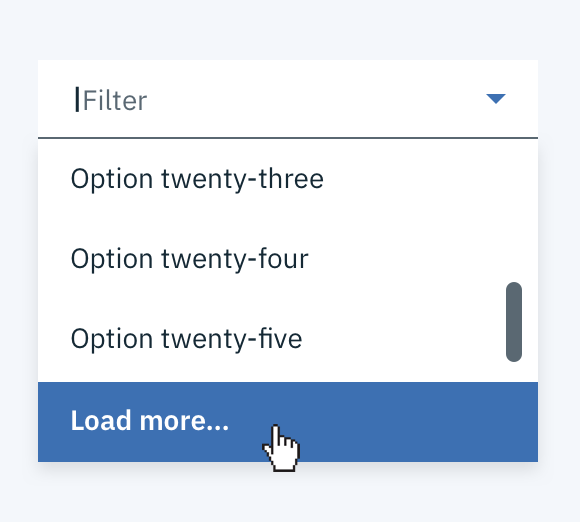 Filter
Option twenty-three
Option twenty-four
Option twenty-five
Load more...